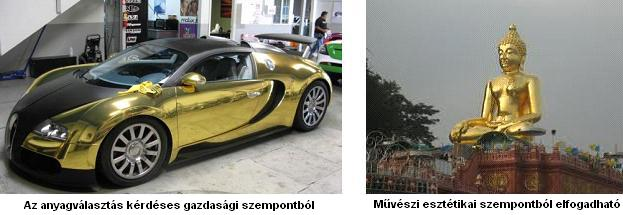 Az anyagválasztás kérdéses gazdasági szempontból
Művészi esztétikai szempontból elfogadható